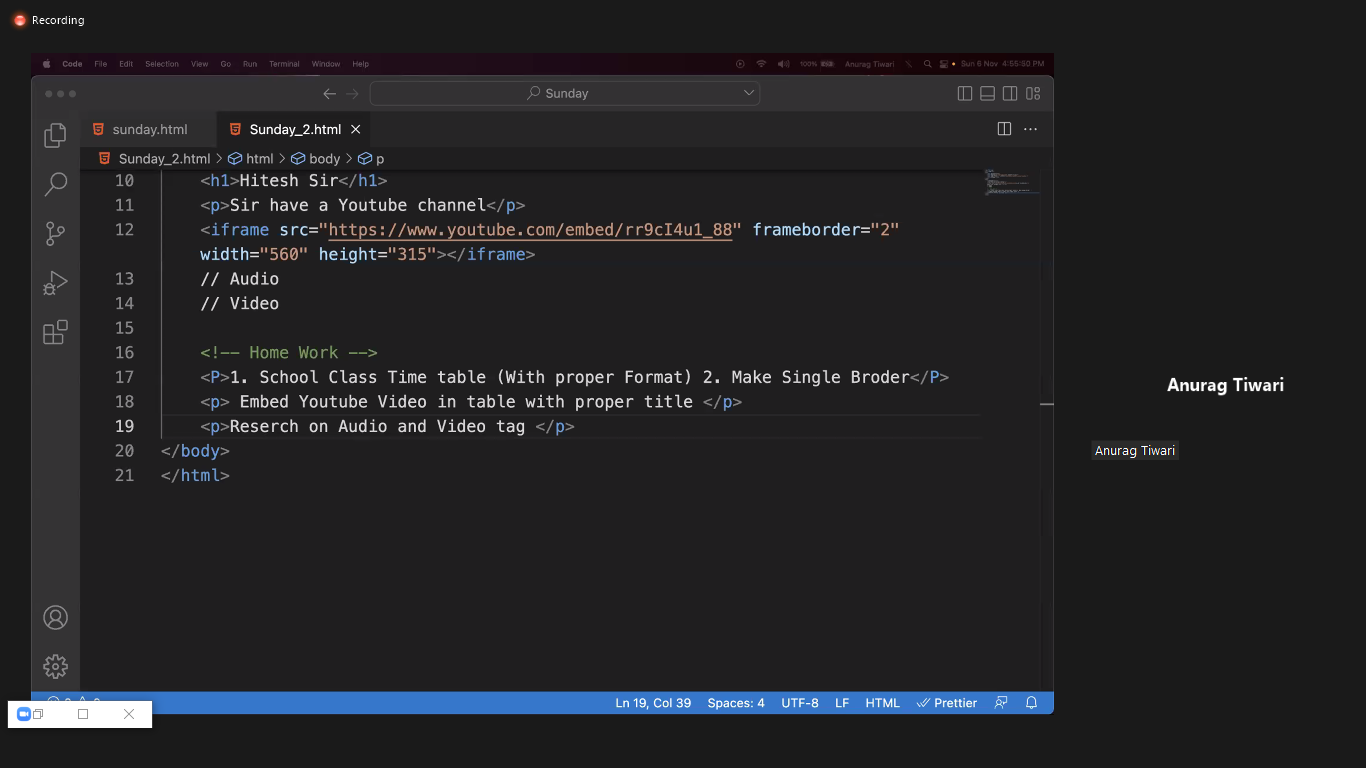 Recording
Code File Edit Selection View Go Run Terminal Window Help 100% Anurag Tiwari Sun 6 Nov 4:55:50 PM
Sunday
sunday.html Sunday_2.html
Sunday_2.html > html > body > p
10 <h1>Hitesh Sir</h1>
11 <p>Sir have a Youtube channel</p>
12 <iframe src="https://www.youtube.com/embed/rr9cI4u1_88" frameborder="2"
width="560" height="315"></iframe>
13 // Audio
14 // Video
15
16 <!-- Home Work -->
17 <P>1. School Class Time table (With proper Format) 2. Make Single Broder</P>
18 <p> Embed Youtube Video in table with proper title </p>
19 <p>Reserch on Audio and Video tag </p>
20 </body>
21 </html>
Anurag Tiwari
Anurag Tiwari
Ln 19, Col 39 Spaces: 4 UTF-8 LF HTML Prettier